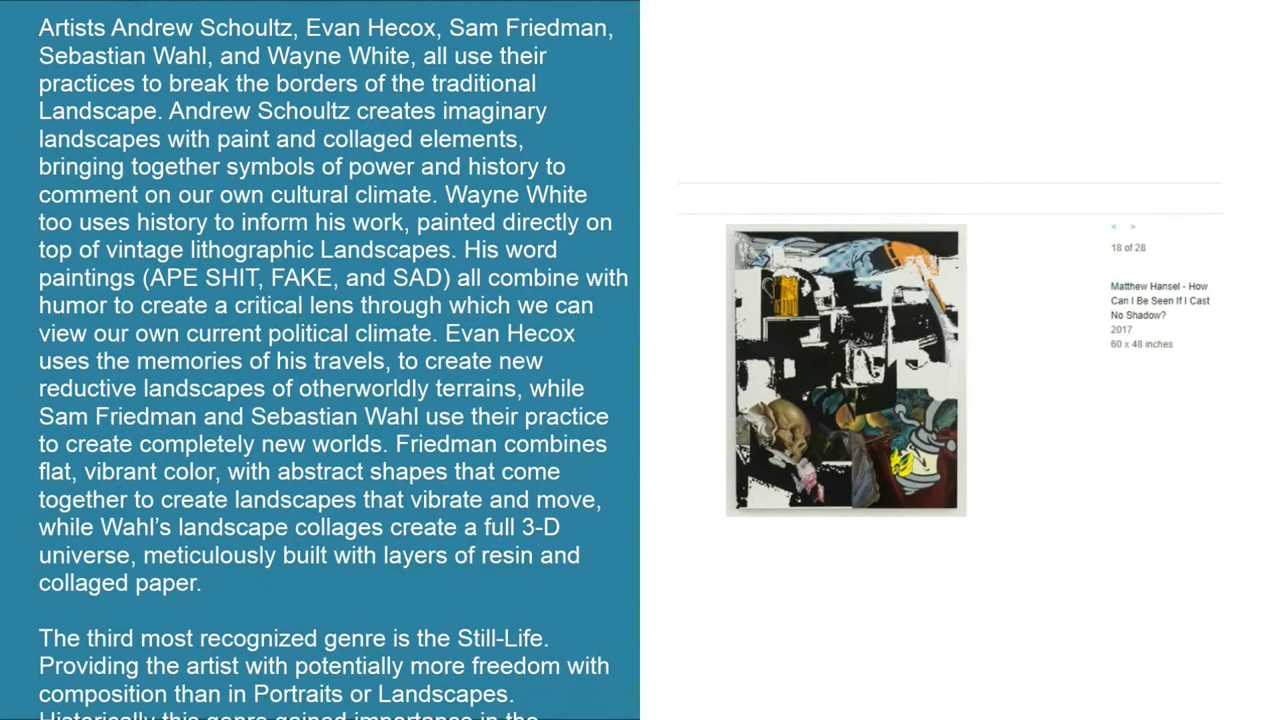 Artists Andrew Schoultz, Evan Hecox, Sam Friedman,
Sebastian Wahl, and Wayne White, all use their
practices to break the borders of the traditional
Landscape. Andrew Schoultz creates imaginary
landscapes with paint and collaged elements,
bringing together symbols of power and history to
comment on our own cultural climate. Wayne White
too uses history to inform his work, painted directly on
top of vintage lithographic Landscapes. His word
paintings (APE SHIT, FAKE, and SAD) all combine with
humor to create a critical lens through which we can
view our own current political climate. Evan Hecox
uses the memories of his travels, to create new
reductive landscapes of otherworldly terrains, while
Sam Friedman and Sebastian Wahl use their practice
to create completely new worlds. Friedman combines
flat, vibrant color, with abstract shapes that come
together to create landscapes that vibrate and move,
while Wahl’s landscape collages create a full 3-D
universe, meticulously built with layers of resin and
collaged paper.
The third most recognized genre is the Still-Life.
Providing the artist with potentially more freedom with
composition than in Portraits or Landscapes.
Historically this genre gained importance in the
< >
18 of 28
Matthew Hansel - How
Can I Be Seen If I Cast
No Shadow?
2017
60 x 48 inches